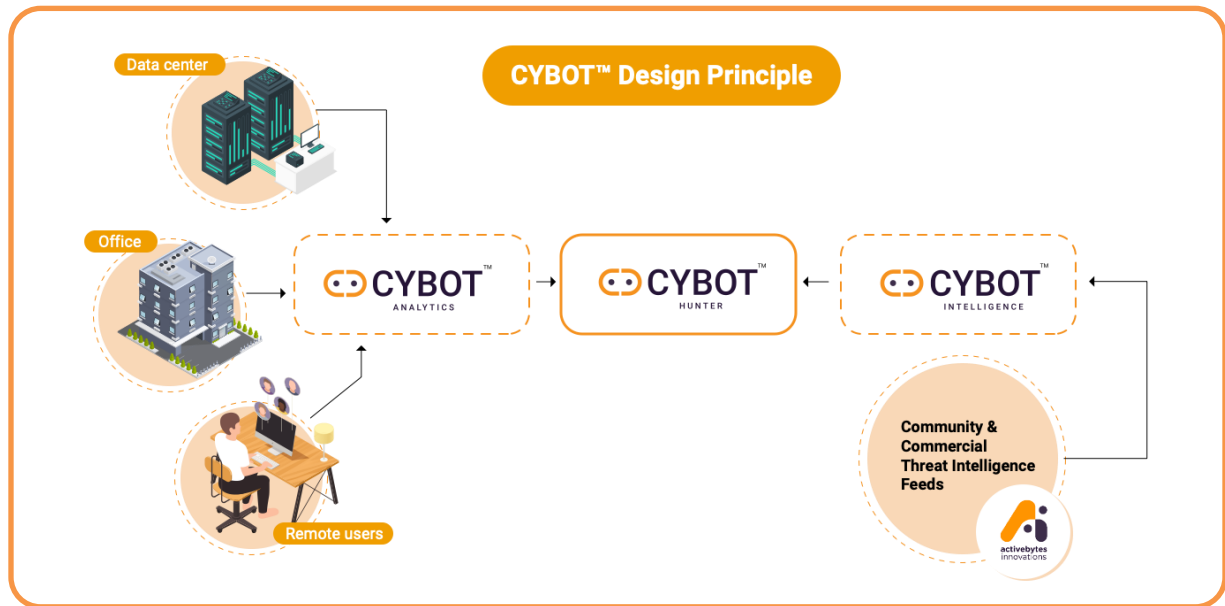 Data center
CYBOT™ Design Principle
Office
CYBOT™
ANALYTICS
CYBOT™
HUNTER
CYBOT™
INTELLIGENCE
Remote users
Community &
Commercial
Threat Intelligence
Feeds
activebytes
innovations